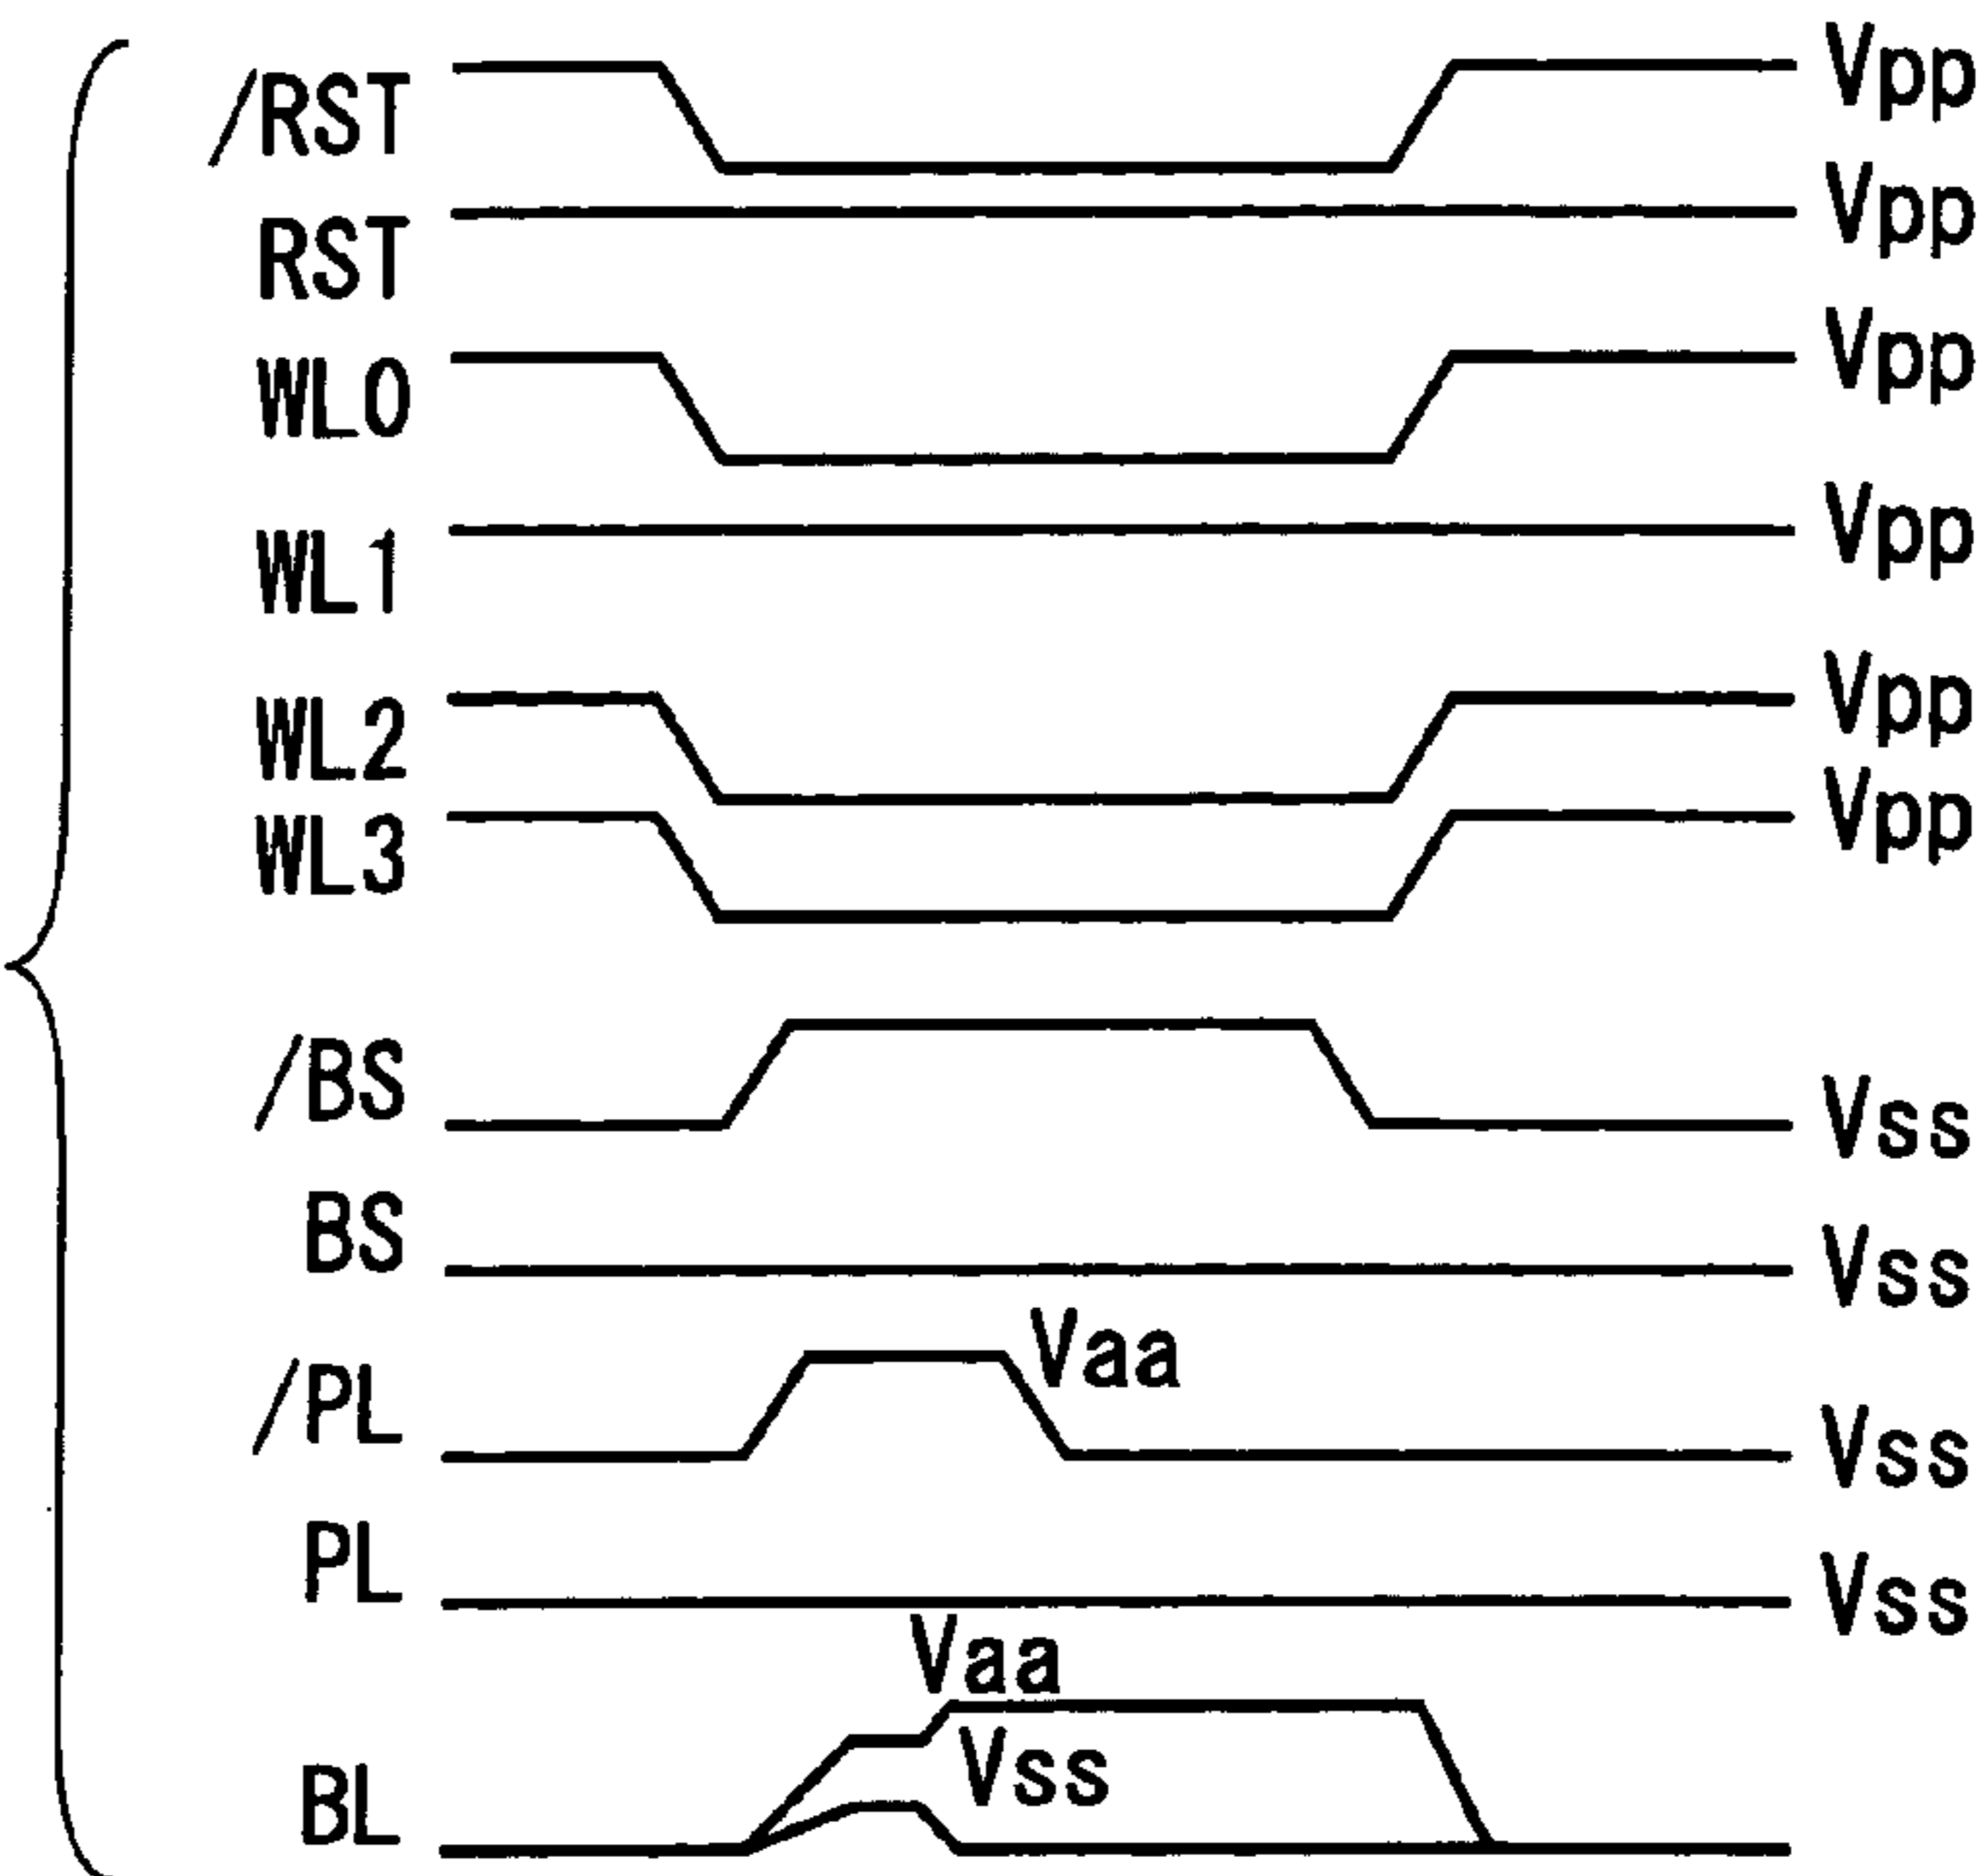 /RST Vpp
RST Vpp
WL0 Vpp
WL1 Vpp
WL2 Vpp
WL3 Vpp
/BS Vss
BS Vss
Vaa
/PL Vss
PL Vss
Vaa
Vss
BL